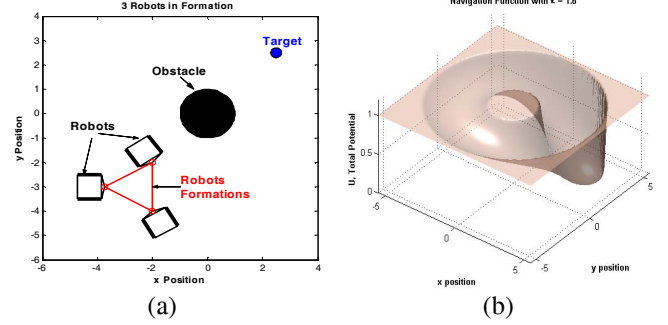 3 Robots in Formation
4
3
2
1
0
-1
-2
-3
-4
-5
-6
-6
-4
-2
0
2
4
y Position
x Position
Target
Obstacle
Robots
Robots
Formations
(a)
Navigation Function with κ = 1.6
1
0.5
0
U, Total Potential
-5
0
5
x position
-5
0
5
y position
(b)